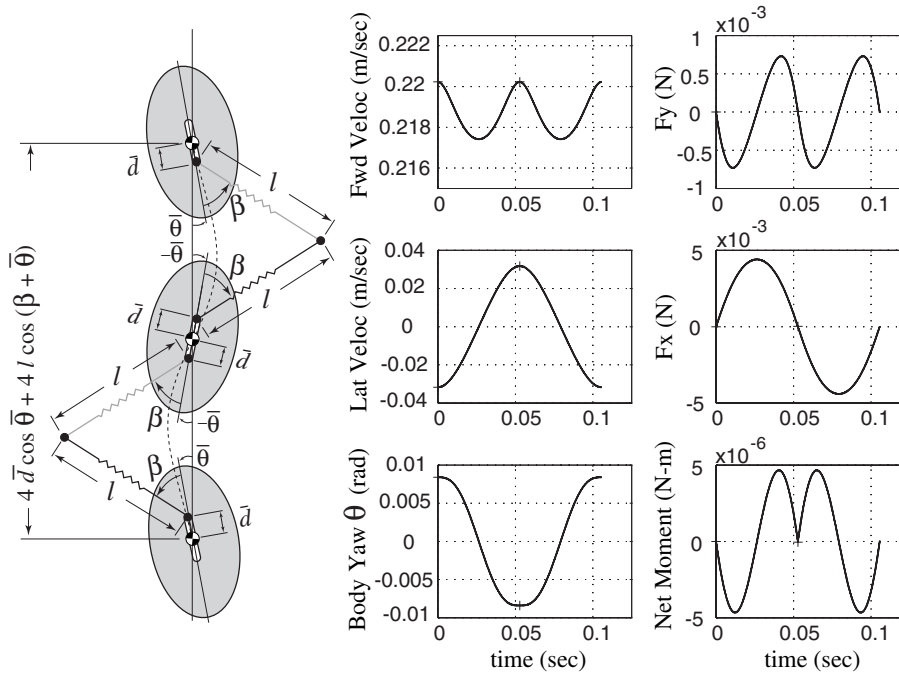 4 d̄ cos θ̄ + 4 l cos (β + θ̄)
d̄
l
β
θ̄
-θ̄
β
l
d̄
d̄
l
β
-θ̄
β
θ̄
l
d̄
Fwd Veloc (m/sec)
0.222
0.22
0.218
0.216
0
0.05
0.1
x10⁻³
Fy (N)
1
0.5
0
-0.5
-1
0
0.05
0.1
Lat Veloc (m/sec)
0.04
0.02
0
-0.02
-0.04
0
0.05
0.1
x10⁻³
Fx (N)
5
0
-5
0
0.05
0.1
Body Yaw θ (rad)
0.01
0.005
0
-0.005
-0.01
0
0.05
0.1
time (sec)
x10⁻⁶
Net Moment (N-m)
5
0
-5
0
0.05
0.1
time (sec)